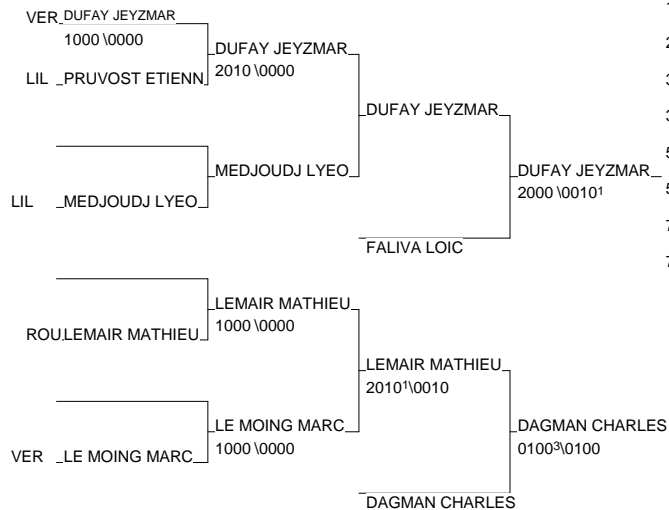 VER DUFAY JEYZMAR
1000 \0000
DUFAY JEYZMAR
2010 \0000
LIL PRUVOST ETIENN
DUFAY JEYZMAR
MEDJOUDJ LYEO
LIL MEDJOUDJ LYEO
DUFAY JEYZMAR
2000 \0010¹
FALIVA LOIC
LEMAIR MATHIEU
1000 \0000
ROU LEMAIR MATHIEU
LEMAIR MATHIEU
2010¹\0010
LE MOING MARC
1000 \0000
VER LE MOING MARC
DAGMAN CHARLES
0100³\0100
DAGMAN CHARLES